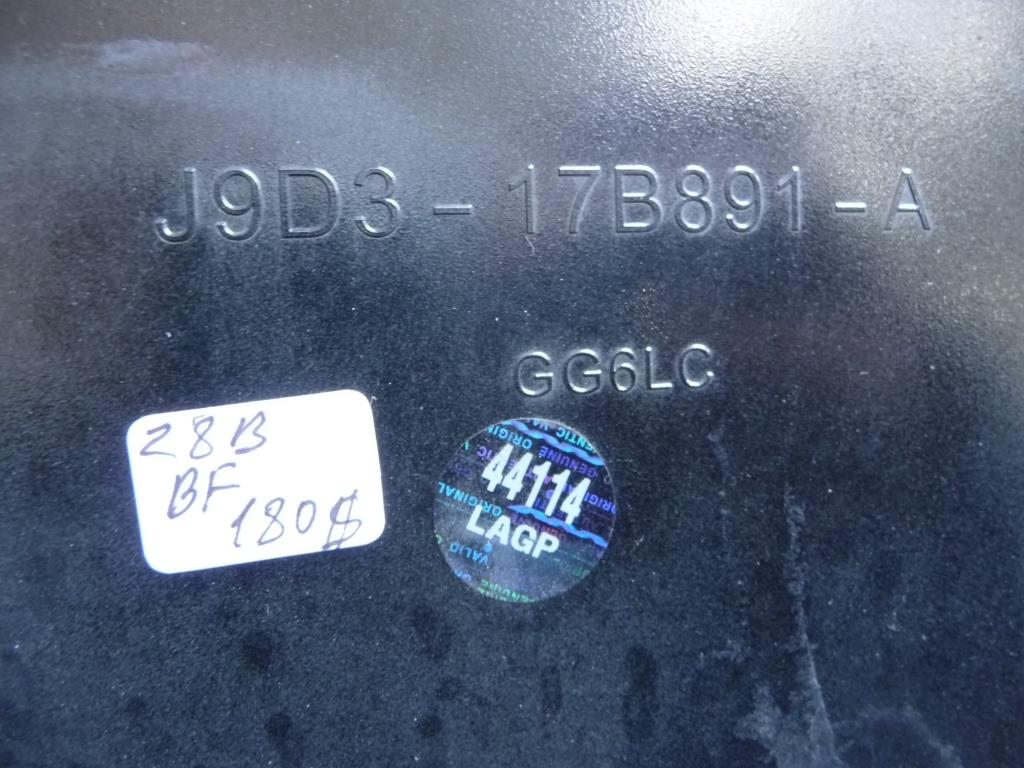 J9D3-17B891-A
GG6LC
28B
BF
180$
44114
LAGP